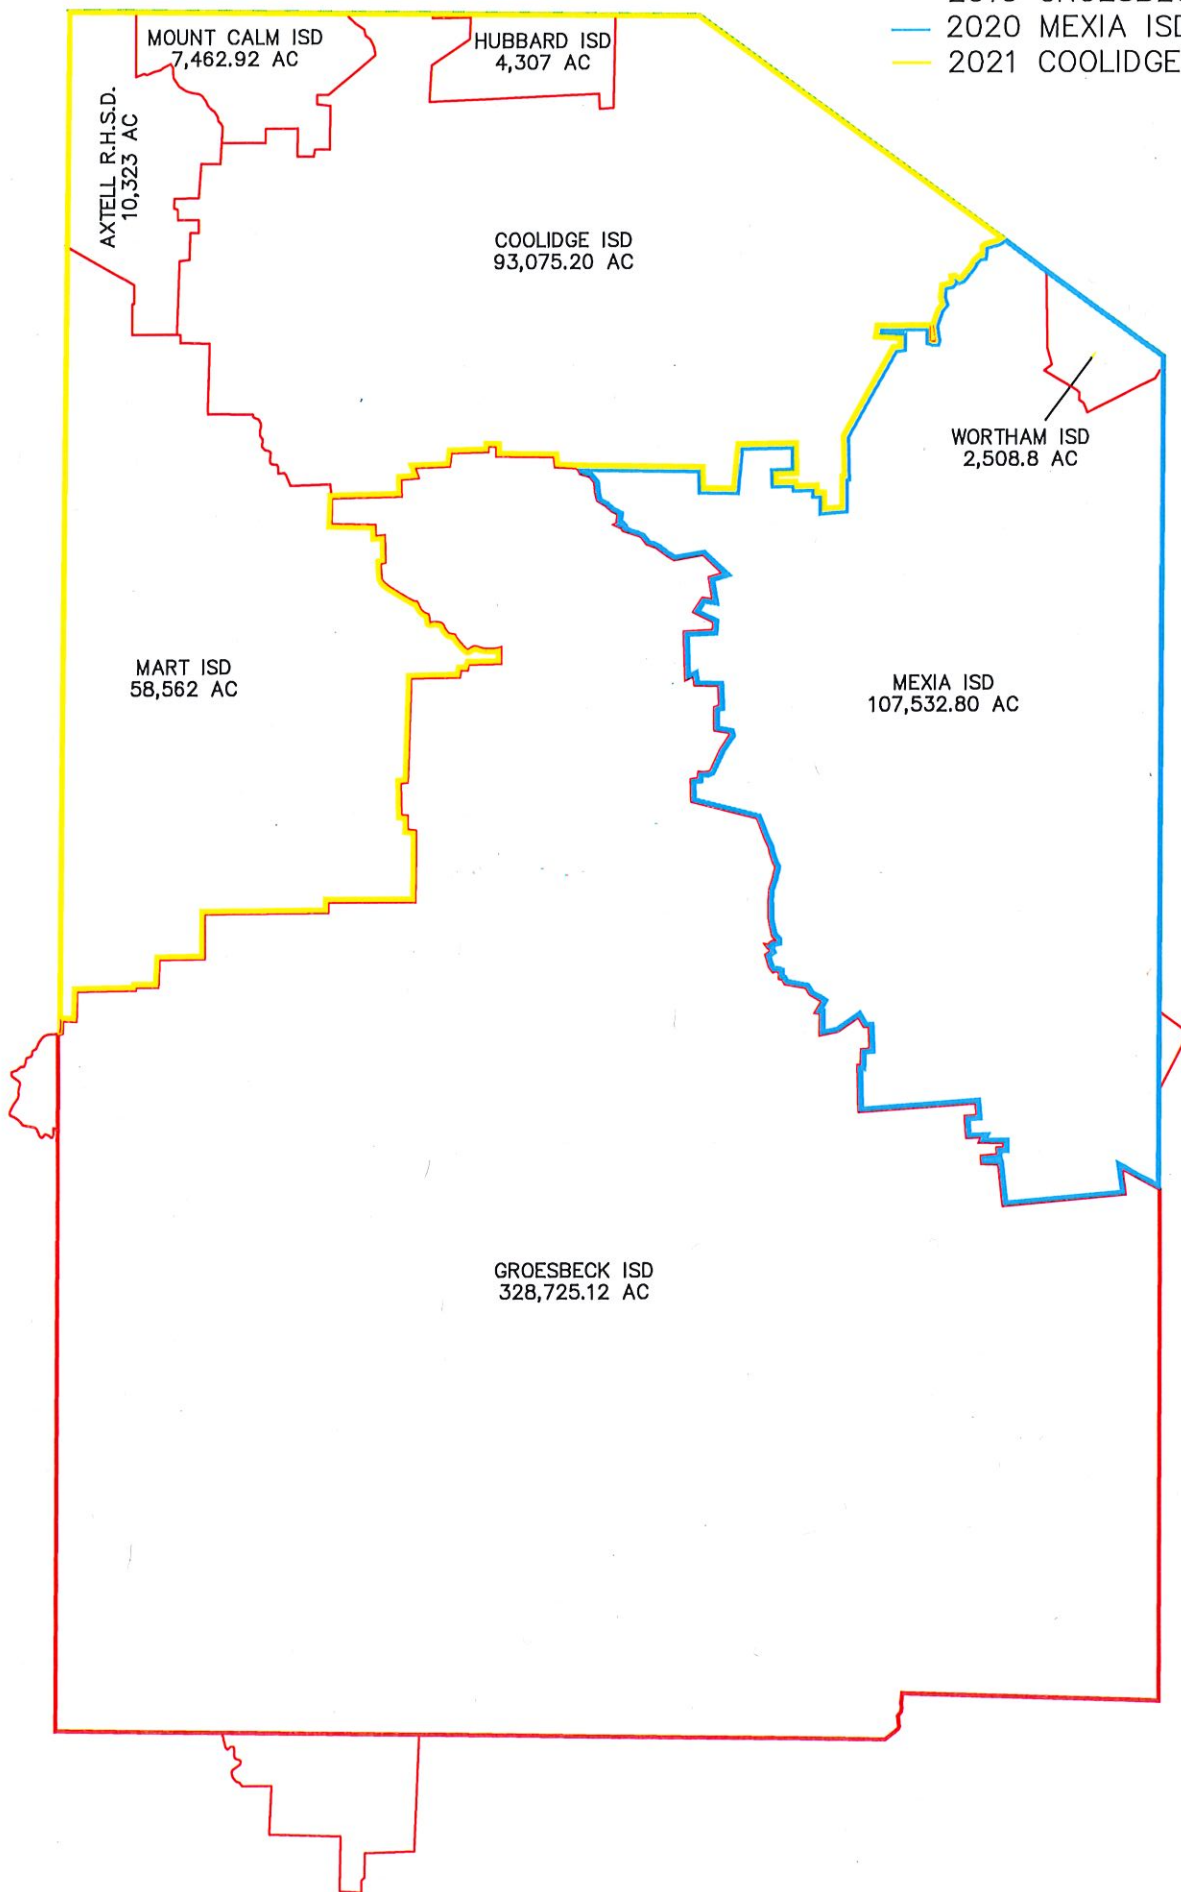 2020 MEXIA ISD
2021 COOLIDGE
MOUNT CALM ISD
7,462.92 AC
HUBBARD ISD
4,307 AC
AXTELL R.H.S.D.
10,323 AC
COOLIDGE ISD
93,075.20 AC
WORTHAM ISD
2,508.8 AC
MART ISD
58,562 AC
MEXIA ISD
107,532.80 AC
GROESBECK ISD
328,725.12 AC